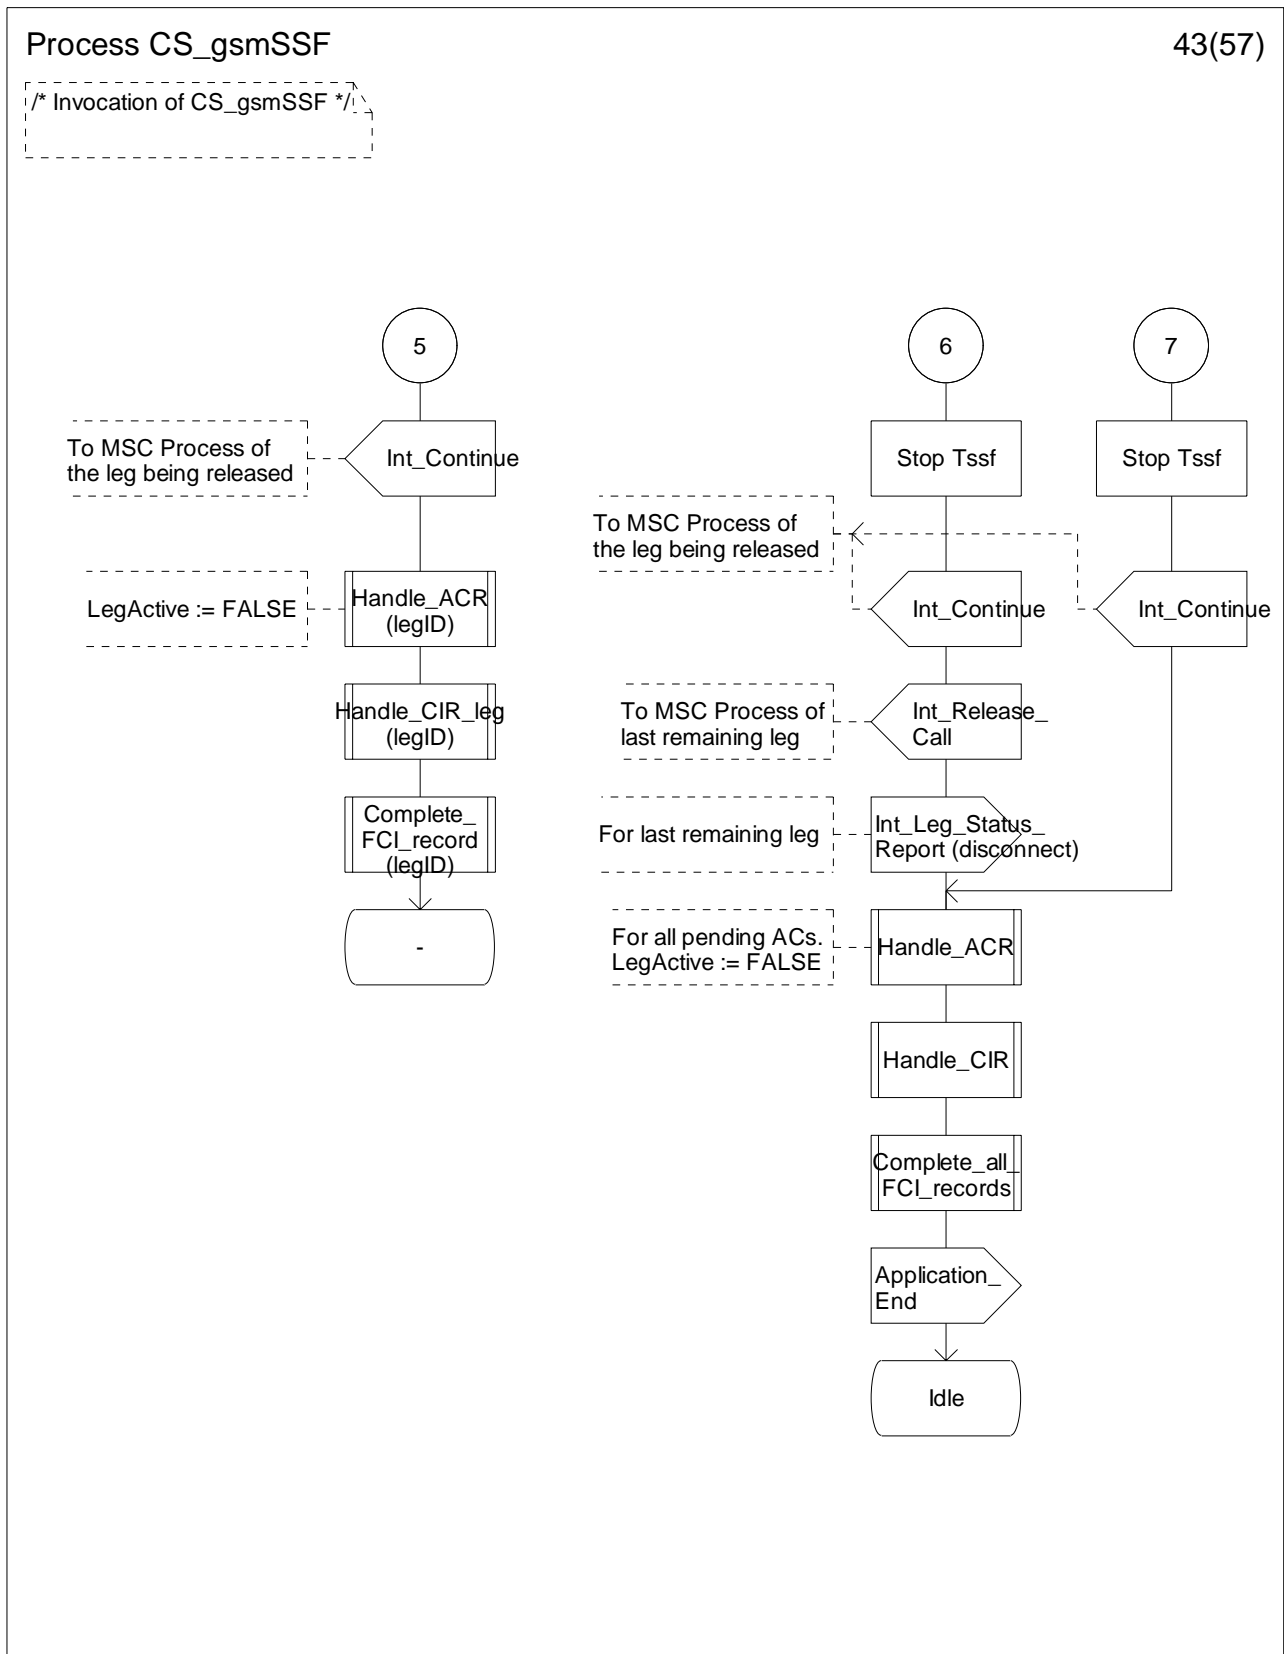 Process CS_gsmSSF
43(57)
/* Invocation of CS_gsmSSF */
5
To MSC Process of
the leg being released
Int_Continue
LegActive := FALSE
Handle_ACR
(legID)
Handle_CIR_leg
(legID)
Complete_
FCI_record
(legID)
-
6
7
Stop Tssf
Stop Tssf
To MSC Process of
the leg being released
Int_Continue
Int_Continue
To MSC Process of
last remaining leg
Int_Release_
Call
For last remaining leg
Int_Leg_Status_
Report (disconnect)
For all pending ACs.
LegActive := FALSE
Handle_ACR
Handle_CIR
Complete_all_
FCI_records
Application_
End
Idle